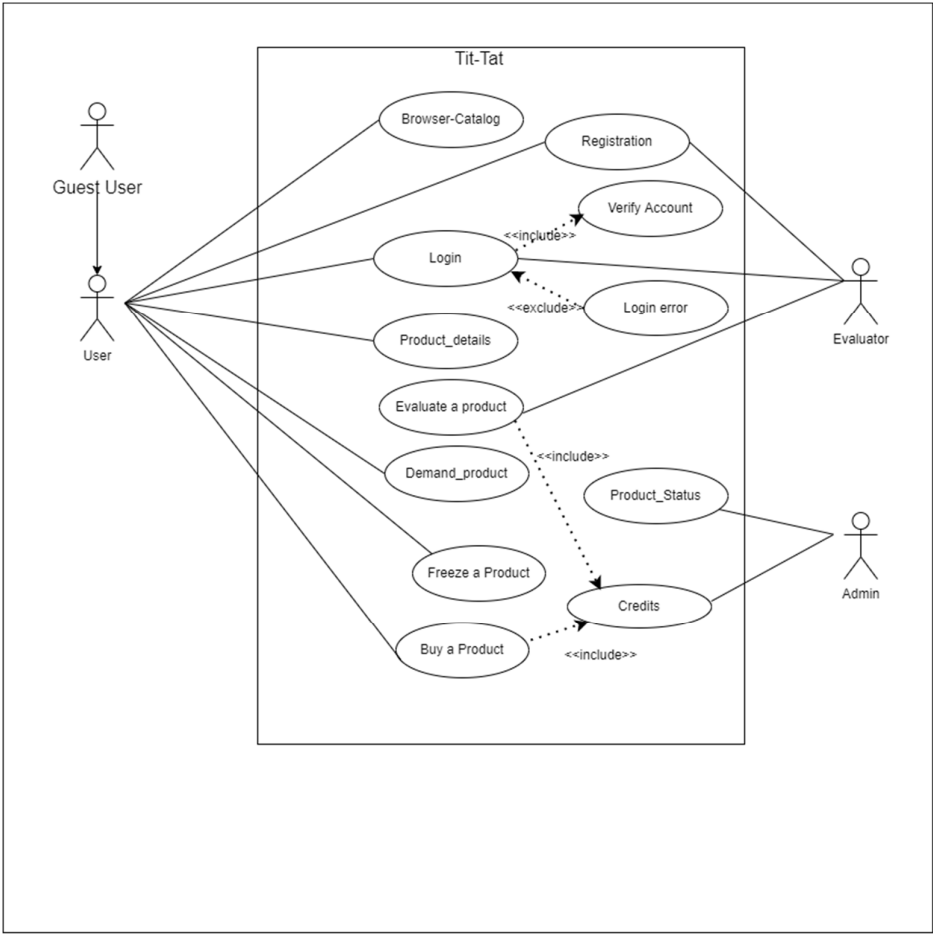 Tit-Tat
Browser-Catalog
Registration
Guest User
Verify Account
<<include>>
Login
<<exclude>>
Login error
User
Evaluator
Product_details
Evaluate a product
<<include>>
Demand_product
Product_Status
Freeze a Product
Admin
Credits
Buy a Product
<<include>>